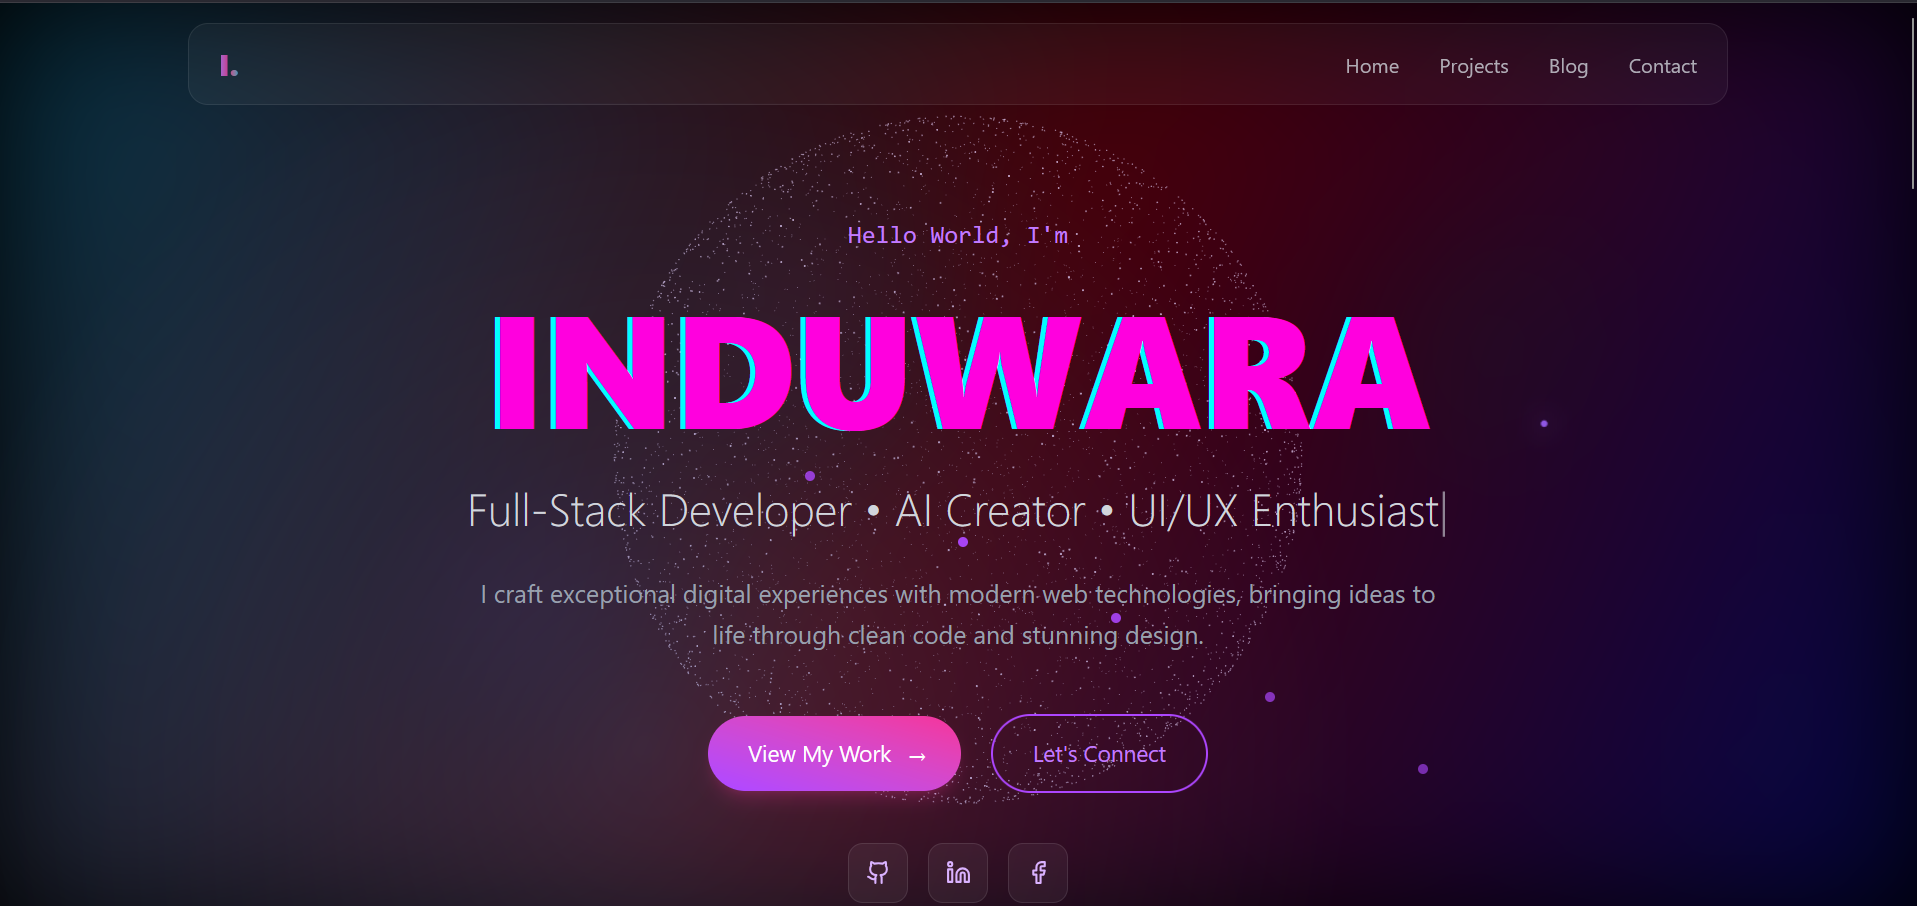 I.
Home Projects Blog Contact
Hello World, I'm
INDUWARA
Full-Stack Developer • AI Creator • UI/UX Enthusiast|
I craft exceptional digital experiences with modern web technologies, bringing ideas to
life through clean code and stunning design.
View My Work →
Let's Connect